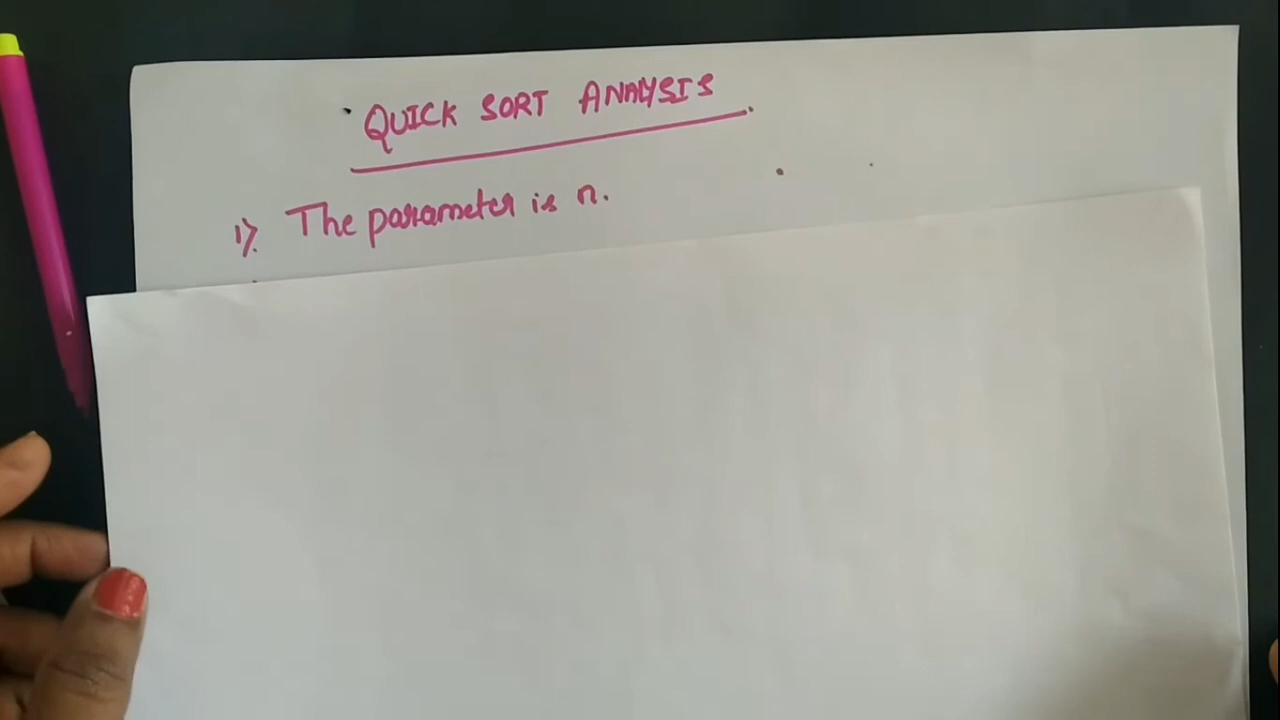 QUICK SORT ANALYSIS
1). The parameter is n.